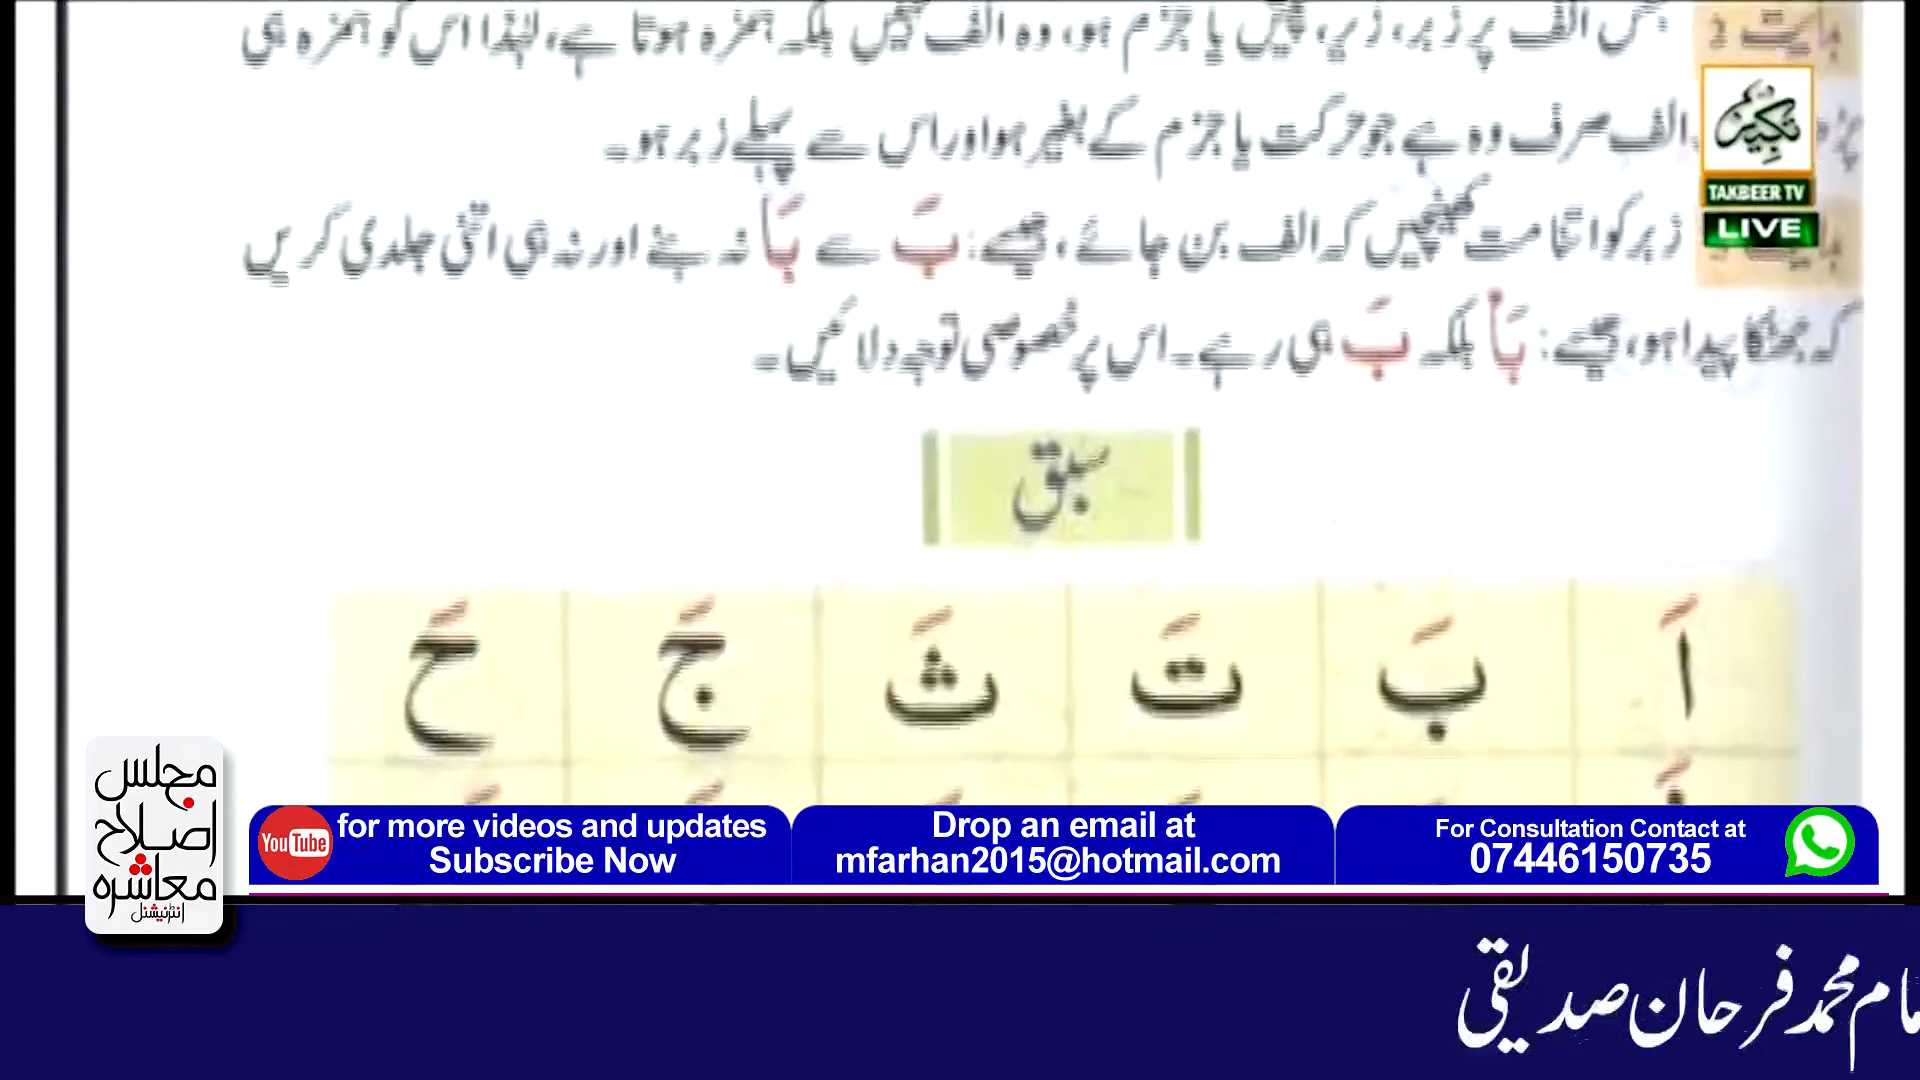 ہدایت 2 جس الف پر زبر، زیر، پیش یا جزم ہو، وہ الف نہیں بلکہ ہمزہ ہوتا ہے، لہٰذا اس کو ہمزہ ہی
الف صرف وہ ہے جو حرکت یا جزم کے بغیر ہو اور اس سے پہلے زبر ہو۔
زبر کو اتنا مت کھینچیں کہ الف بن جائے، جیسے: بَ سے بَا نہ بنے اور نہ ہی اتنی جلدی کریں
کہ جھٹکا پیدا ہو، جیسے: بَأْ بلکہ بَ ہی رہے۔ اس پر خصوصی توجہ دلائیں۔
تکبیر
TAKBEER TV
LIVE
سبق
اَ بَ تَ ثَ جَ حَ
مجلس
اصلاح
معاشرہ
انٹرنیشنل
YouTube for more videos and updates
Subscribe Now
Drop an email at
mfarhan2015@hotmail.com
For Consultation Contact at
07446150735
مام محمد فرحان صدیقی